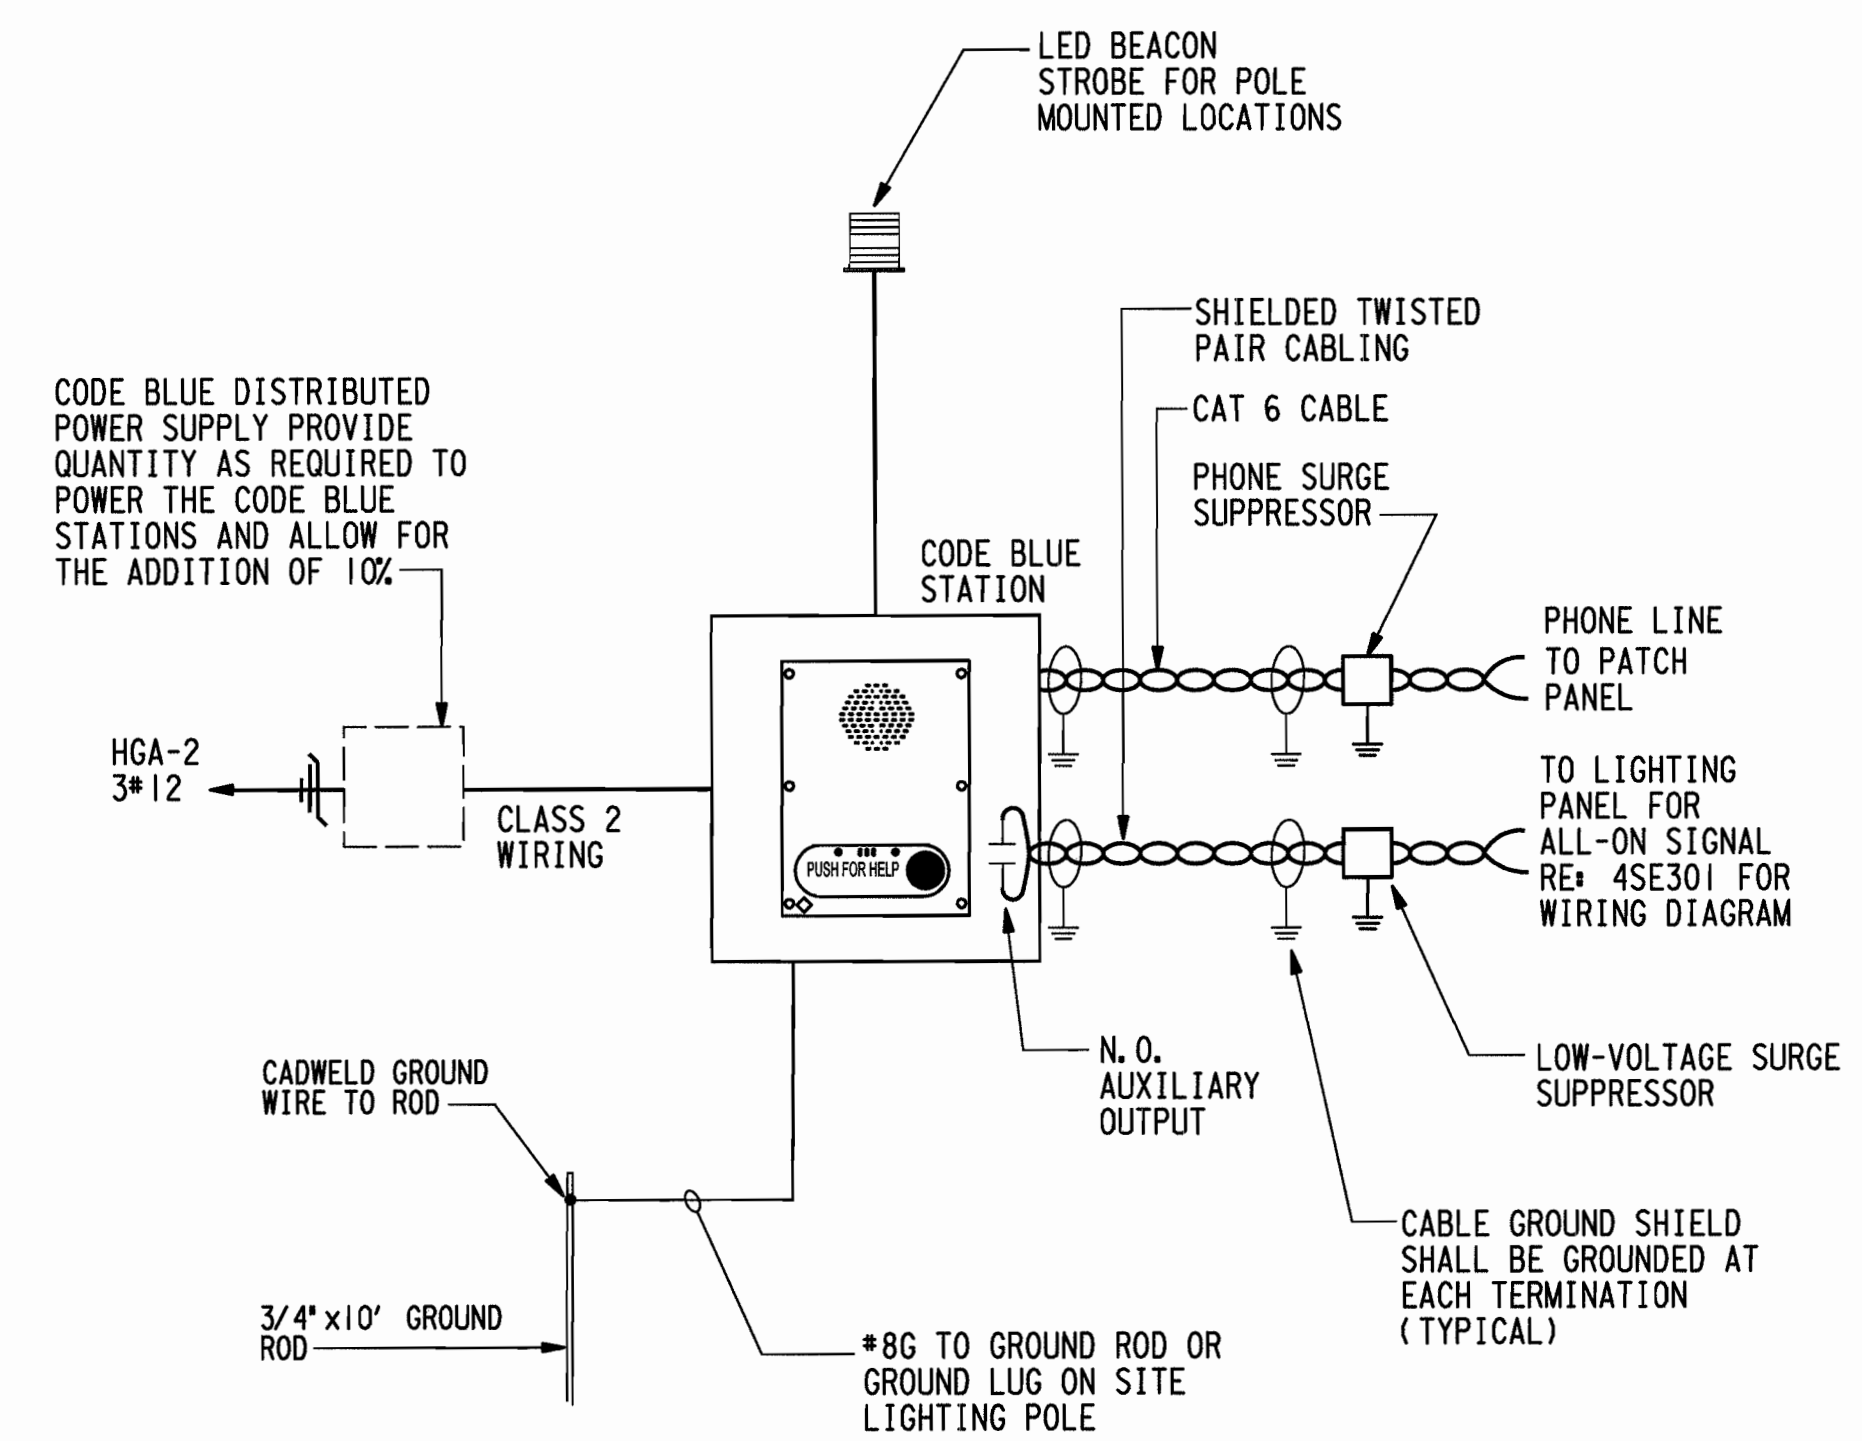 LED BEACON
STROBE FOR POLE
MOUNTED LOCATIONS
SHIELDED TWISTED
PAIR CABLING
CAT 6 CABLE
PHONE SURGE
SUPPRESSOR
CODE BLUE DISTRIBUTED
POWER SUPPLY PROVIDE
QUANTITY AS REQUIRED TO
POWER THE CODE BLUE
STATIONS AND ALLOW FOR
THE ADDITION OF 10%
CODE BLUE
STATION
PHONE LINE
TO PATCH
PANEL
HGA-2
3#12
CLASS 2
WIRING
PUSH FOR HELP
TO LIGHTING
PANEL FOR
ALL-ON SIGNAL
RE: 4SE301 FOR
WIRING DIAGRAM
N.O.
AUXILIARY
OUTPUT
LOW-VOLTAGE SURGE
SUPPRESSOR
CADWELD GROUND
WIRE TO ROD
CABLE GROUND SHIELD
SHALL BE GROUNDED AT
EACH TERMINATION
(TYPICAL)
3/4"x10' GROUND
ROD
#8G TO GROUND ROD OR
GROUND LUG ON SITE
LIGHTING POLE